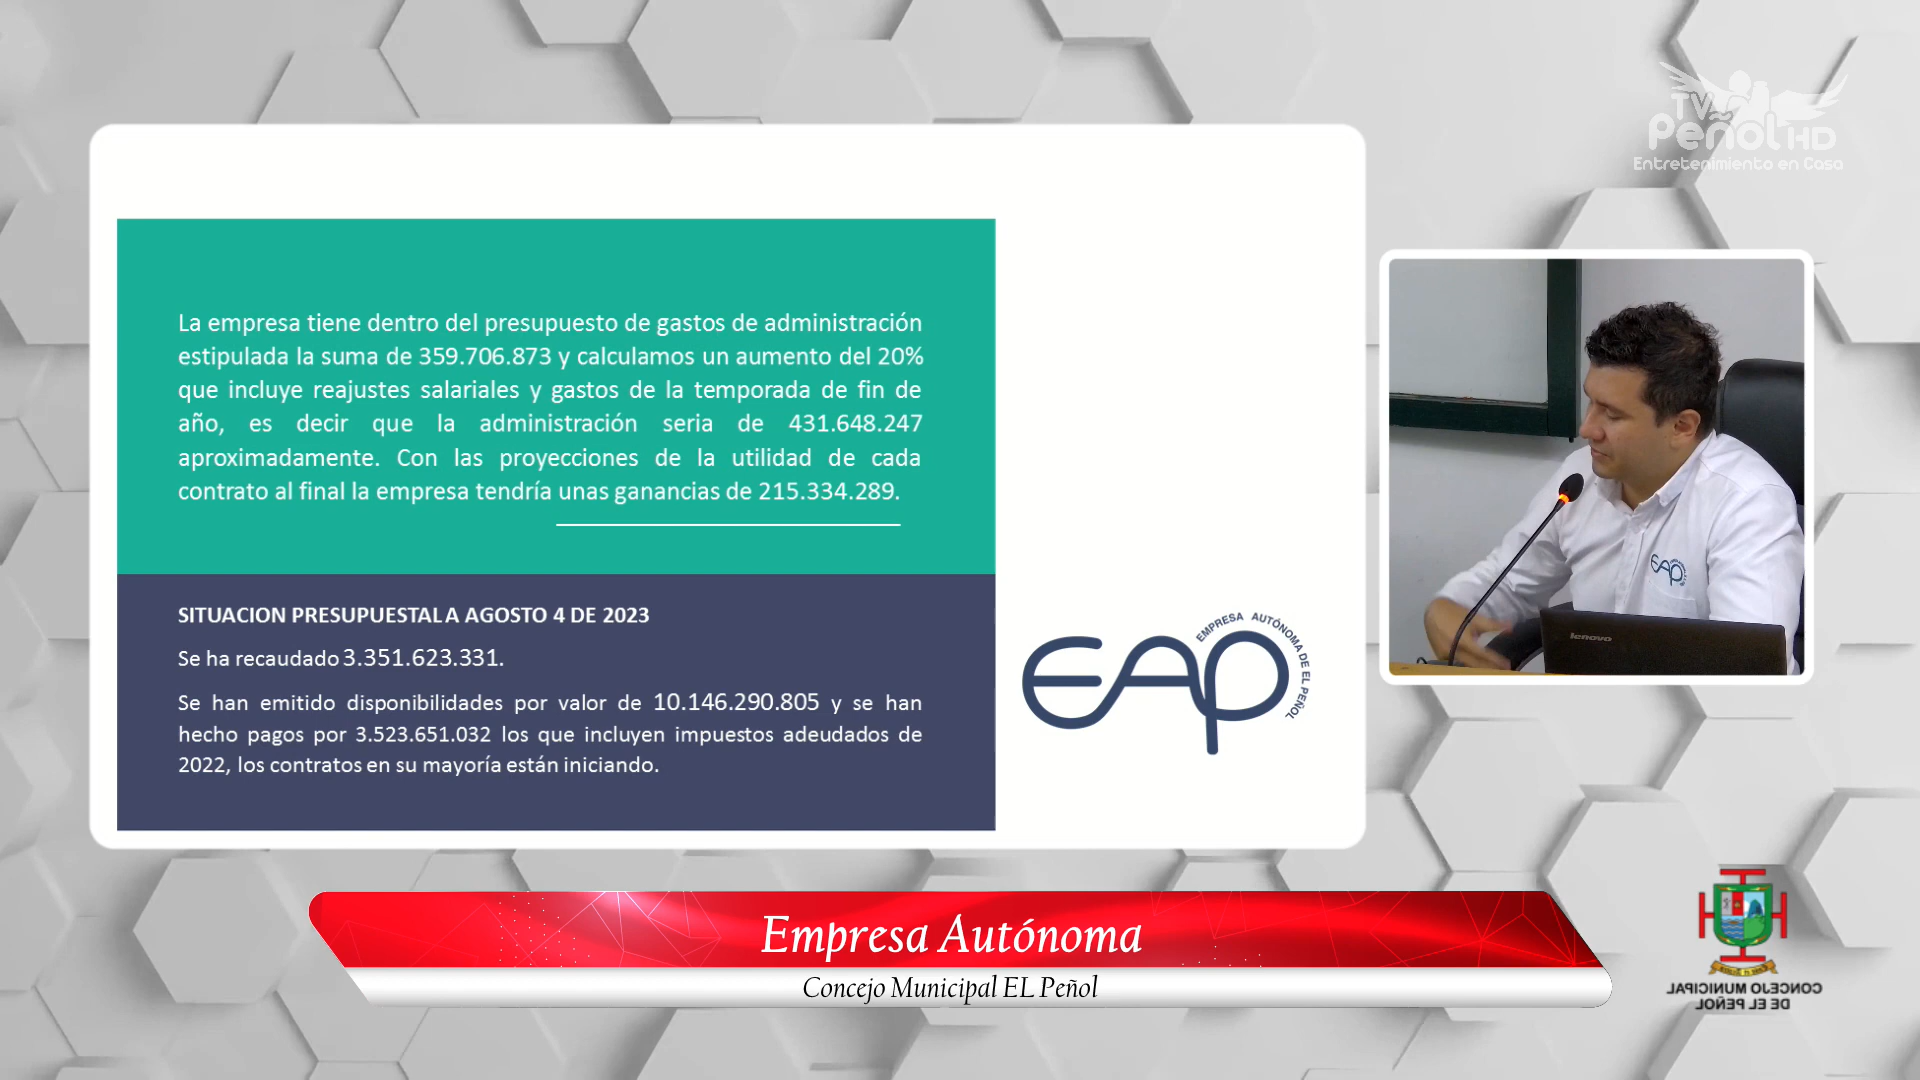 TV
Peñol HD
Entretenimiento en Casa
La empresa tiene dentro del presupuesto de gastos de administración
estipulada la suma de 359.706.873 y calculamos un aumento del 20%
que incluye reajustes salariales y gastos de la temporada de fin de
año, es decir que la administración seria de 431.648.247
aproximadamente. Con las proyecciones de la utilidad de cada
contrato al final la empresa tendría unas ganancias de 215.334.289.
SITUACION PRESUPUESTAL A AGOSTO 4 DE 2023
Se ha recaudado 3.351.623.331.
Se han emitido disponibilidades por valor de 10.146.290.805 y se han
hecho pagos por 3.523.651.032 los que incluyen impuestos adeudados de
2022, los contratos en su mayoría están iniciando.
EAP
EMPRESA AUTÓNOMA DE EL PEÑOL
EAP
lenovo
Empresa Autónoma
Concejo Municipal EL Peñol
CONCEJO MUNICIPAL
DE EL PEÑOL